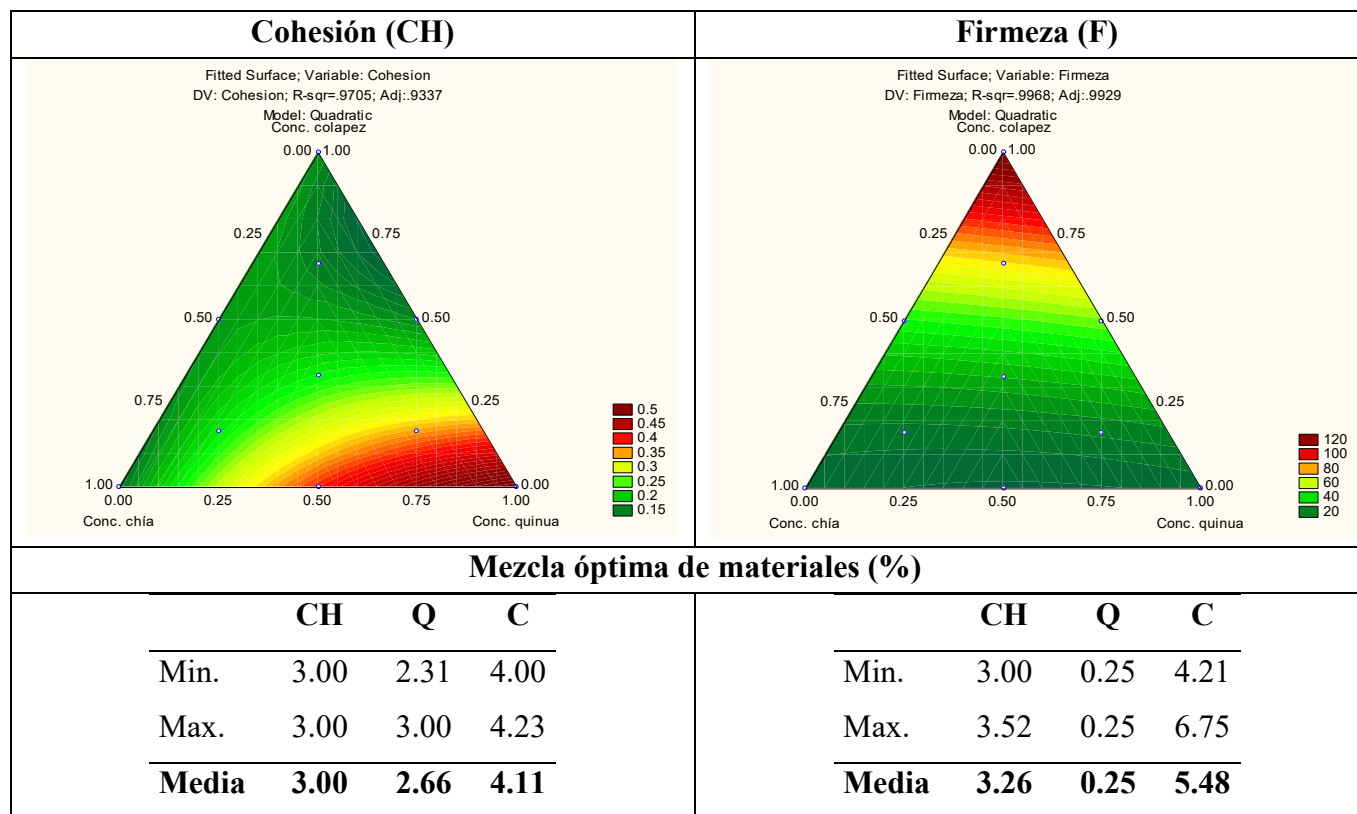 Cohesión (CH)
Fitted Surface; Variable: Cohesion
DV: Cohesion; R-sqr=.9705; Adj:.9337
Model: Quadratic
Conc. colapez
0.00 1.00
0.25 0.75
0.50 0.50
0.75 0.25
1.00 0.00
0.00 0.25 0.50 0.75 1.00
Conc. chía Conc. quinua
0.5
0.45
0.4
0.35
0.3
0.25
0.2
0.15
Firmeza (F)
Fitted Surface; Variable: Firmeza
DV: Firmeza; R-sqr=.9968; Adj:.9929
Model: Quadratic
Conc. colapez
0.00 1.00
0.25 0.75
0.50 0.50
0.75 0.25
1.00 0.00
0.00 0.25 0.50 0.75 1.00
Conc. chía Conc. quinua
120
100
80
60
40
20
Mezcla óptima de materiales (%)
CH Q C
Min. 3.00 2.31 4.00
Max. 3.00 3.00 4.23
Media 3.00 2.66 4.11
CH Q C
Min. 3.00 0.25 4.21
Max. 3.52 0.25 6.75
Media 3.26 0.25 5.48